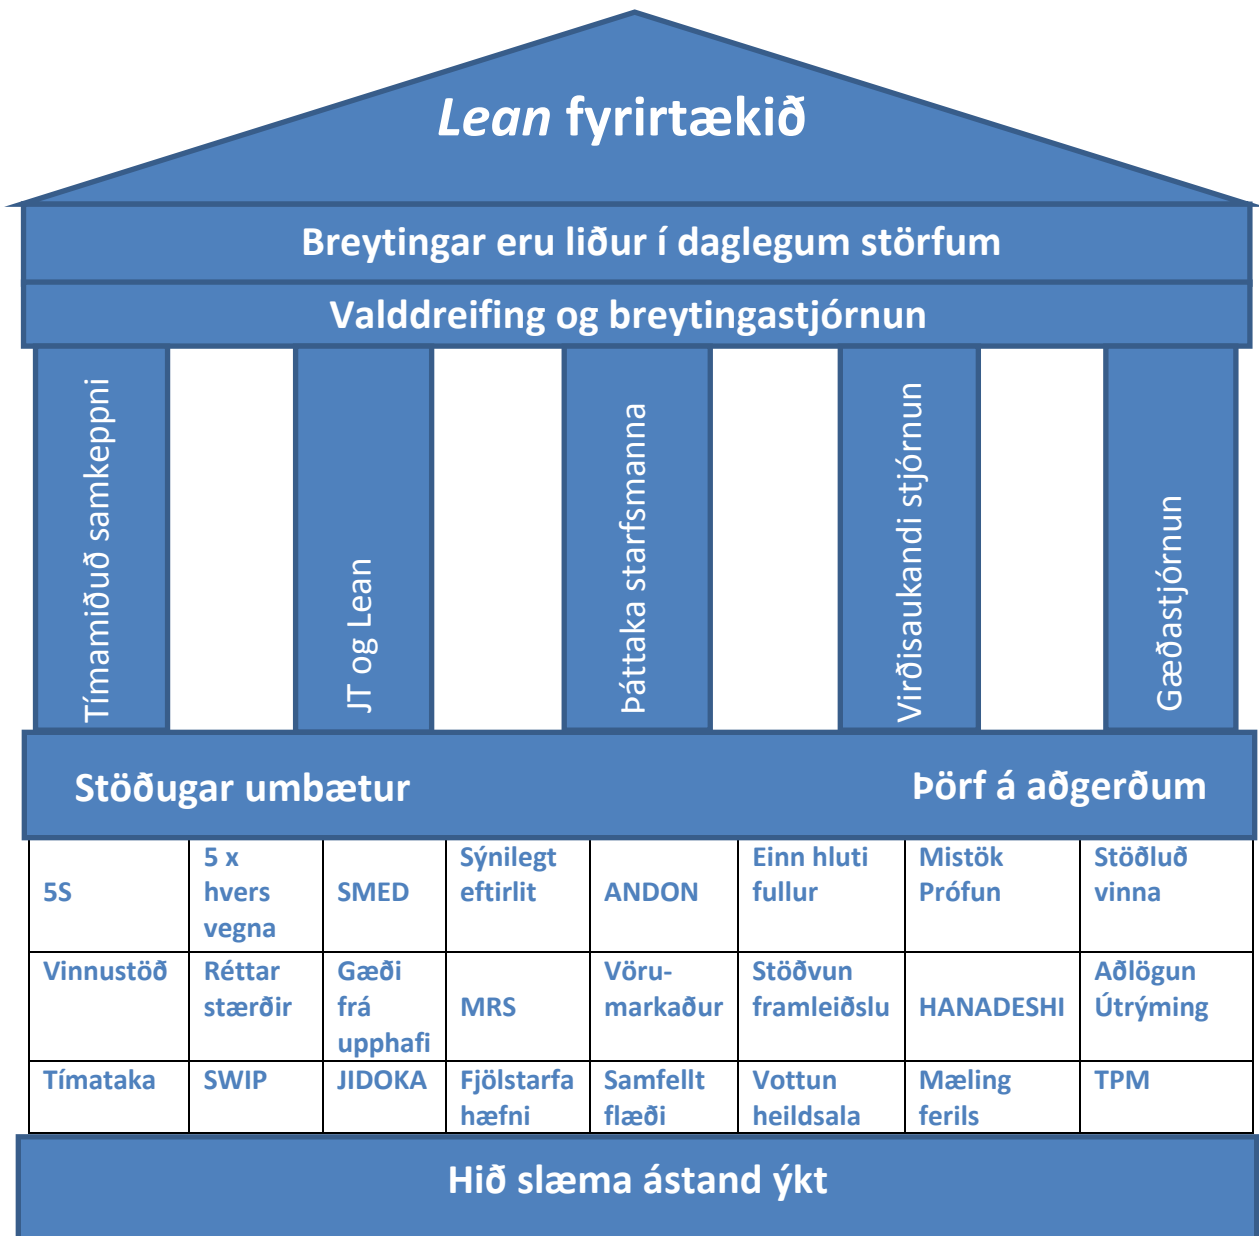 Lean fyrirtækið
Breytingar eru liður í daglegum störfum
Valddreifing og breytingastjórnun
Tímamiðuð samkeppni
JT og Lean
Þáttaka starfsmanna
Virðisaukandi stjórnun
Gæðastjórnun
Stöðugar umbætur
Þörf á aðgerðum
5S
5 x
hvers
vegna
SMED
Sýnilegt
eftirlit
ANDON
Einn hluti
fullur
Mistök
Prófun
Stöðluð
vinna
Vinnustöð
Réttar
stærðir
Gæði
frá
upphafi
MRS
Vöru-
markaður
Stöðvun
framleiðslu
HANADESHI
Aðlögun
Útrýming
Tímataka
SWIP
JIDOKA
Fjölstarfa
hæfni
Samfellt
flæði
Vottun
heildsala
Mæling
ferils
TPM
Hið slæma ástand ýkt